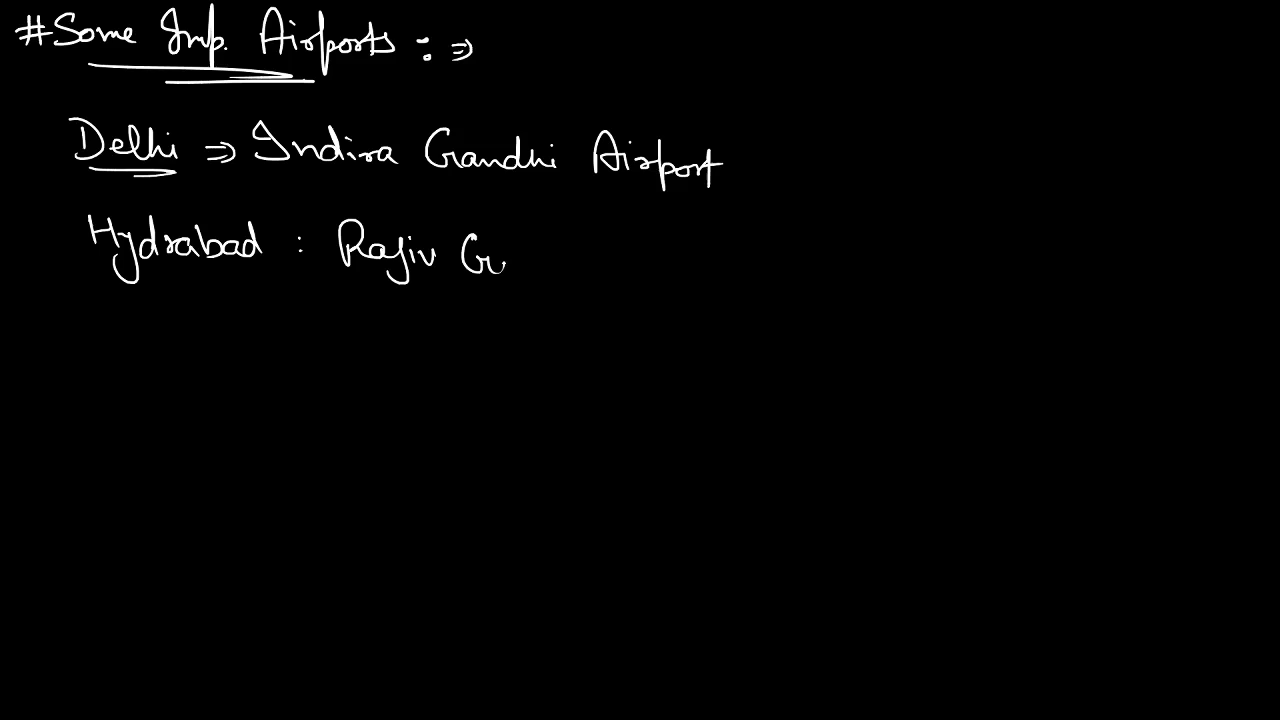 #Some Imp. Airports : ⇒
Delhi ⇒ Indira Gandhi Airport
Hydrabad : Rajiv G